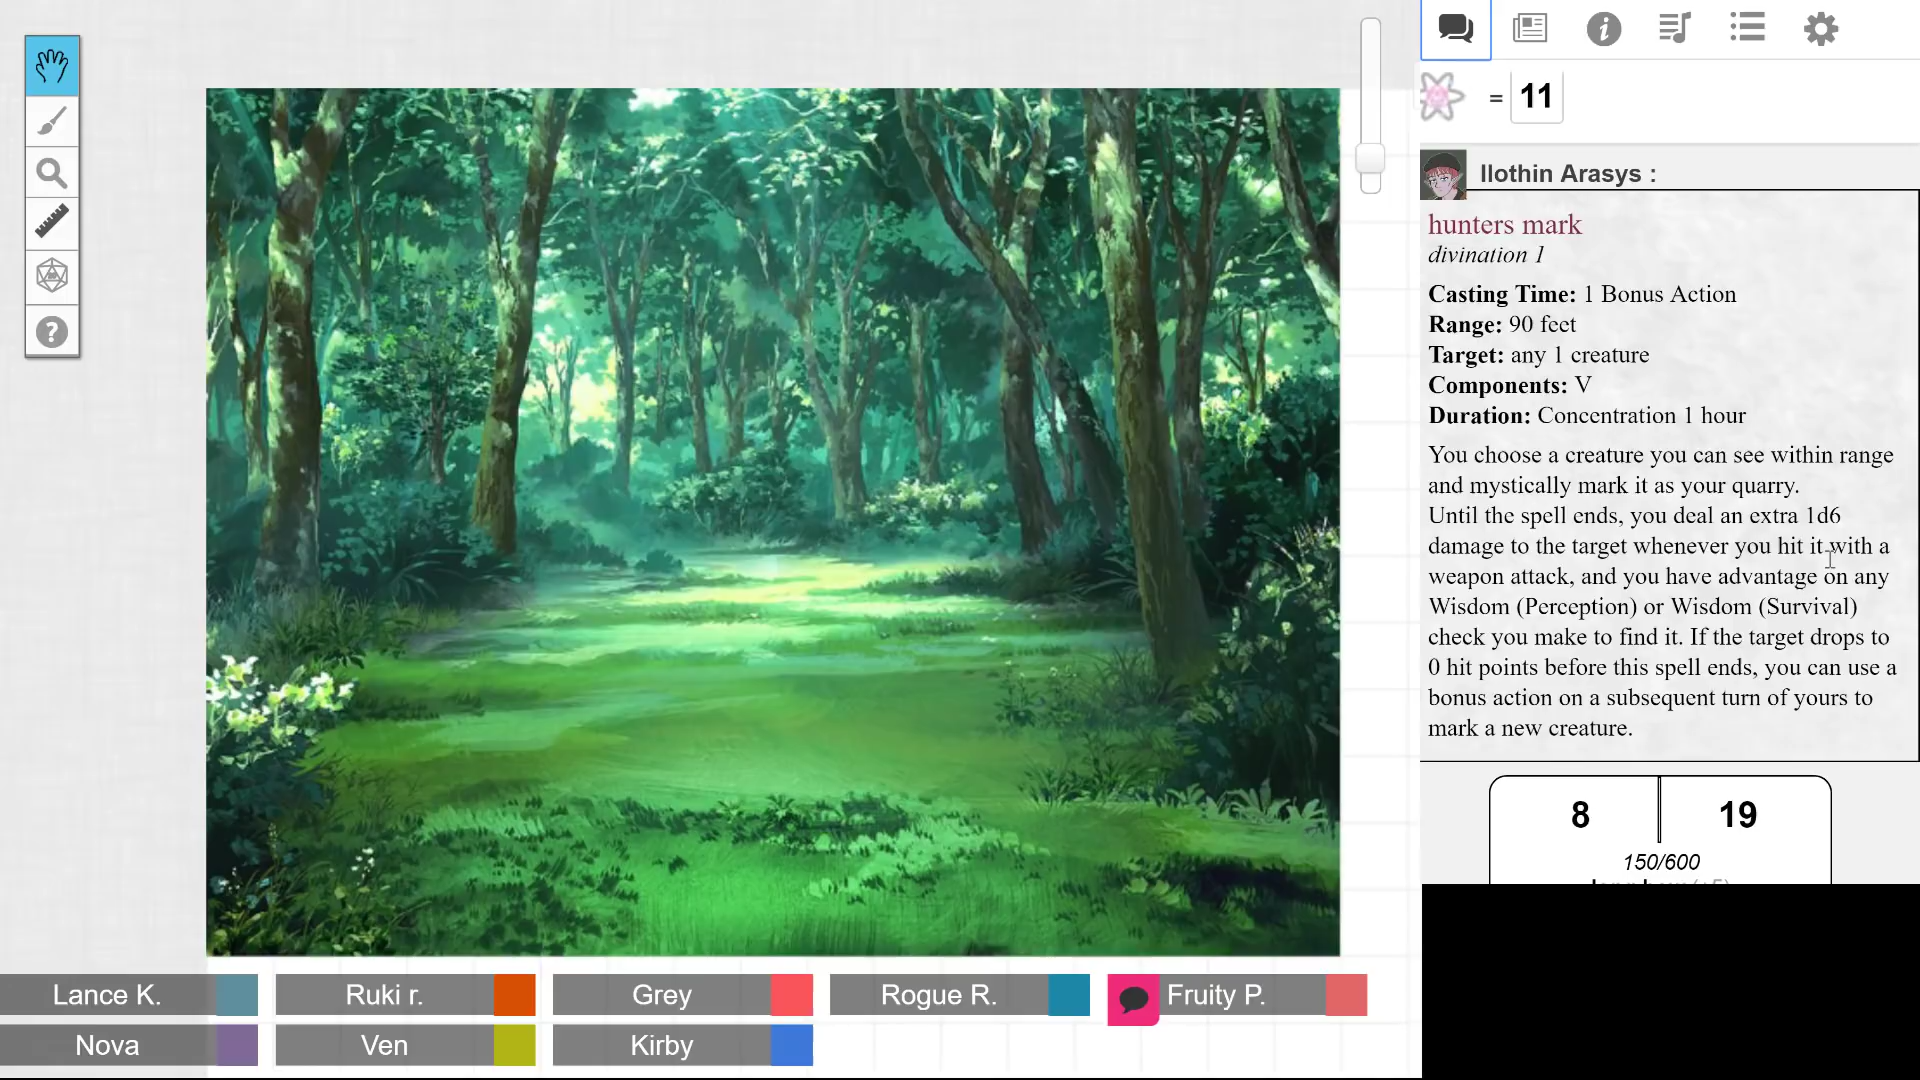 = 11
Ilothin Arasys :
hunters mark
divination 1
Casting Time: 1 Bonus Action
Range: 90 feet
Target: any 1 creature
Components: V
Duration: Concentration 1 hour
You choose a creature you can see within range
and mystically mark it as your quarry.
Until the spell ends, you deal an extra 1d6
damage to the target whenever you hit it with a
weapon attack, and you have advantage on any
Wisdom (Perception) or Wisdom (Survival)
check you make to find it. If the target drops to
0 hit points before this spell ends, you can use a
bonus action on a subsequent turn of yours to
mark a new creature.
8 19
150/600
Lance K. Ruki r. Grey Rogue R. Fruity P.
Nova Ven Kirby